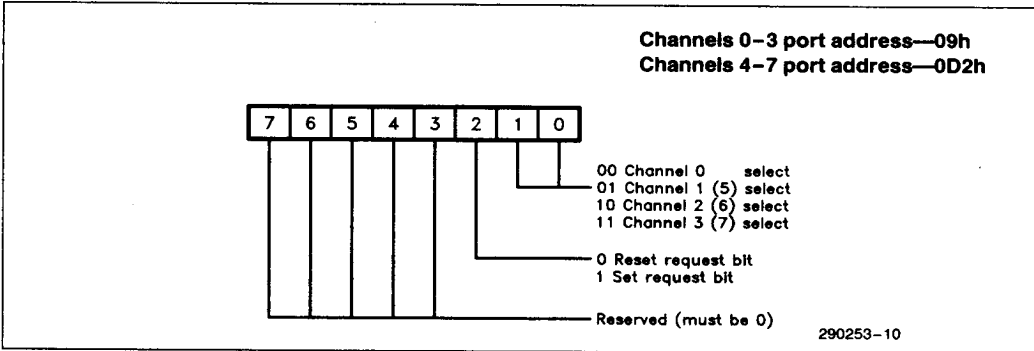 Channels 0–3 port address—09h
Channels 4–7 port address—0D2h
7 6 5 4 3 2 1 0
00 Channel 0 select
01 Channel 1 (5) select
10 Channel 2 (6) select
11 Channel 3 (7) select
0 Reset request bit
1 Set request bit
Reserved (must be 0)
290253–10